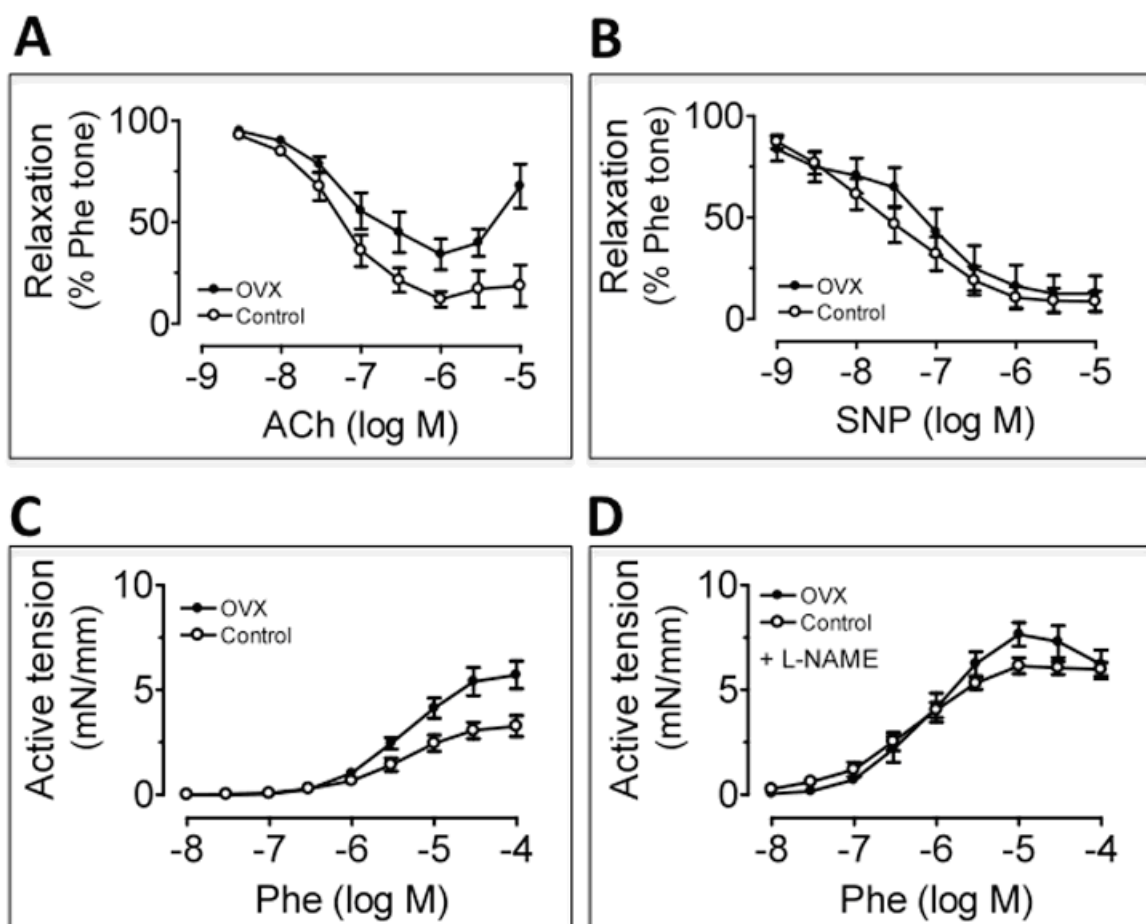 A
Relaxation
(% Phe tone)
100
50
0
OVX
Control
-9 -8 -7 -6 -5
ACh (log M)
B
Relaxation
(% Phe tone)
100
50
0
OVX
Control
-9 -8 -7 -6 -5
SNP (log M)
C
Active tension
(mN/mm)
10
5
0
OVX
Control
-8 -7 -6 -5 -4
Phe (log M)
D
Active tension
(mN/mm)
10
5
0
OVX
Control
+ L-NAME
-8 -7 -6 -5 -4
Phe (log M)